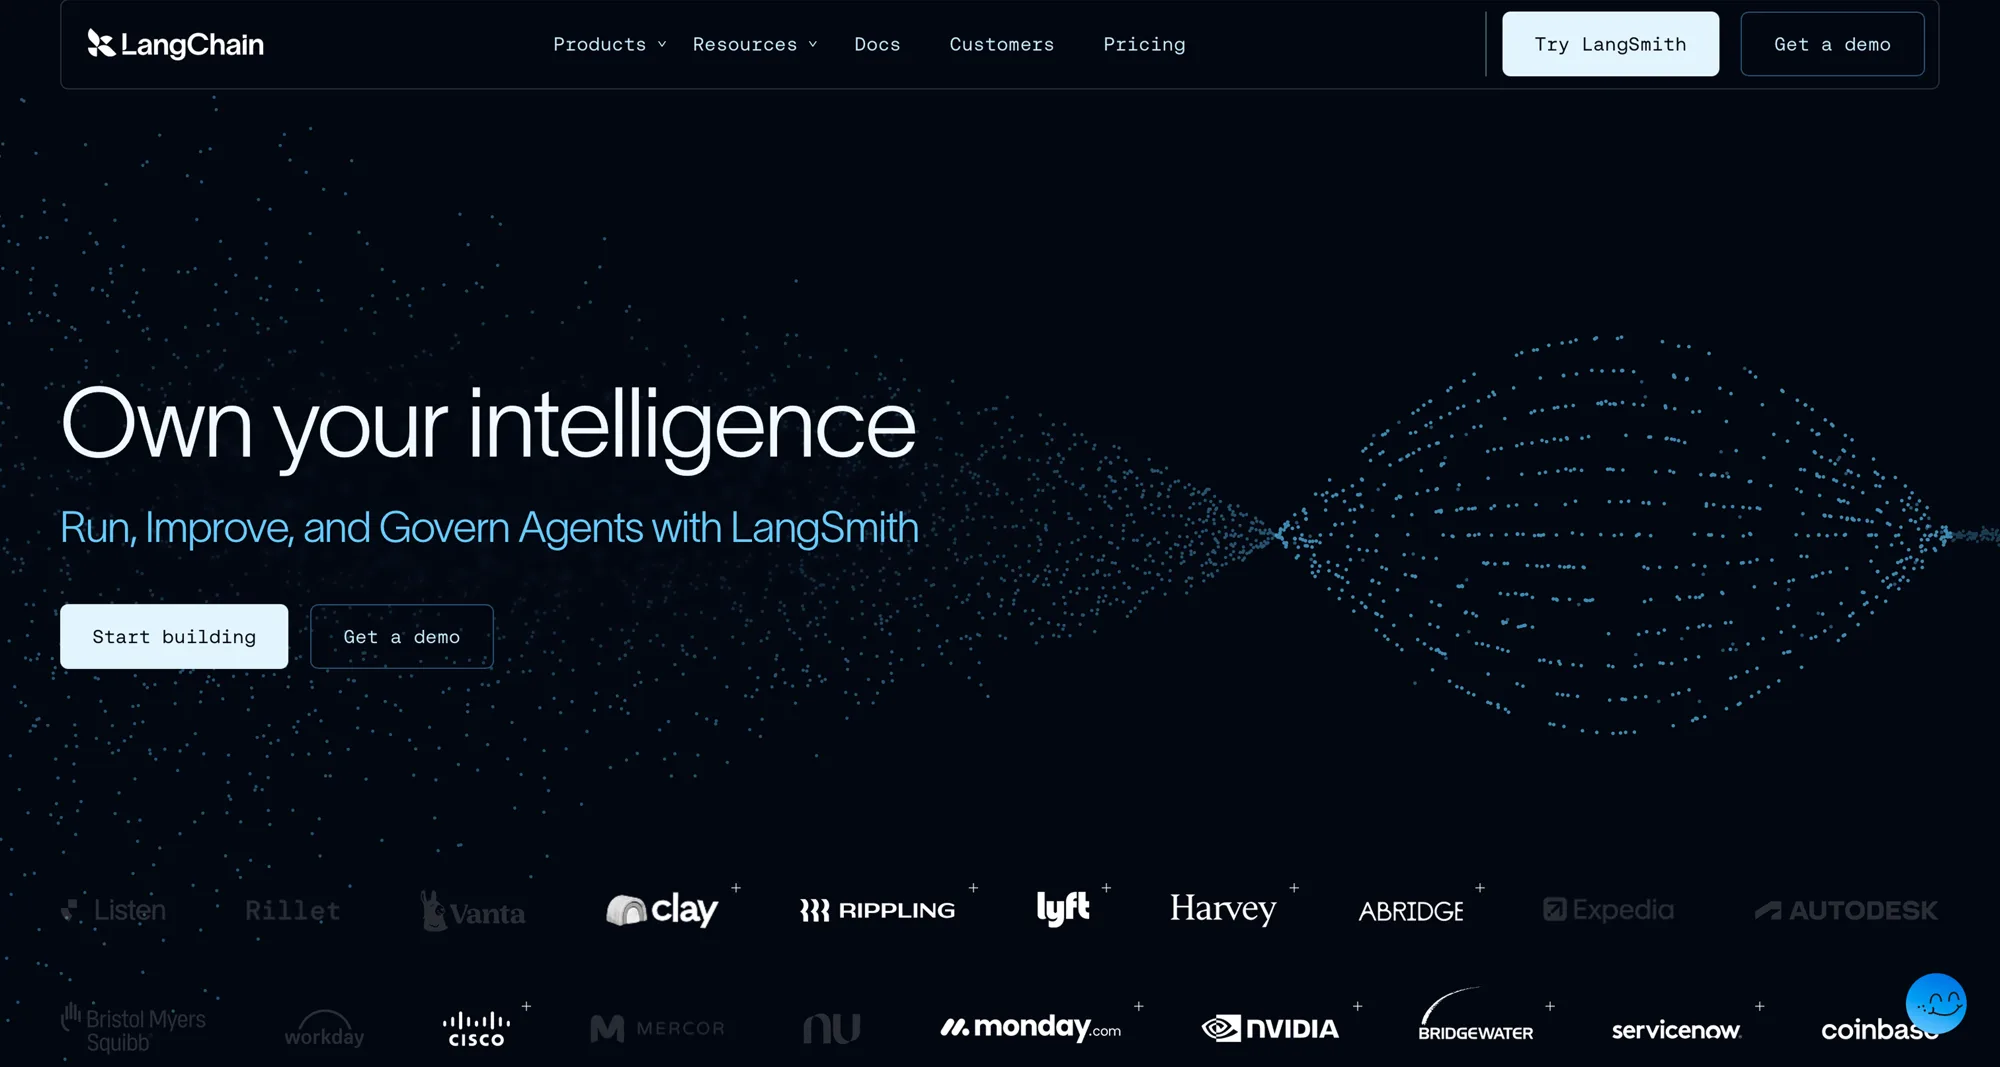 LangChain
Products Resources Docs Customers Pricing
Try LangSmith
Get a demo
Own your intelligence
Run, Improve, and Govern Agents with LangSmith
Start building
Get a demo
Listen Rillet Vanta clay RIPPLING lyft Harvey ABRIDGE Expedia AUTODESK
Bristol Myers Squibb workday CISCO MERCOR nu monday.com NVIDIA BRIDGEWATER servicenow coinbase